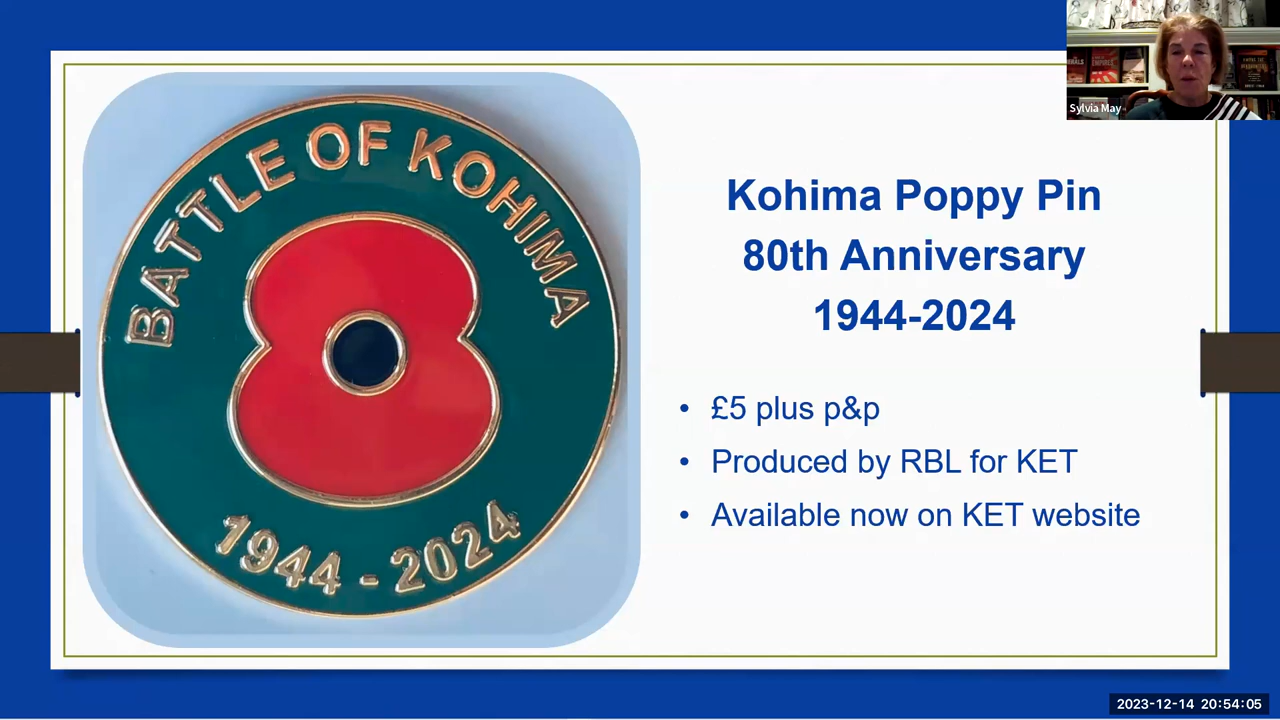 BATTLE OF KOHIMA
1944 - 2024
Kohima Poppy Pin
80th Anniversary
1944-2024
• £5 plus p&p
• Produced by RBL for KET
• Available now on KET website
Sylvia May
2023-12-14 20:54:05